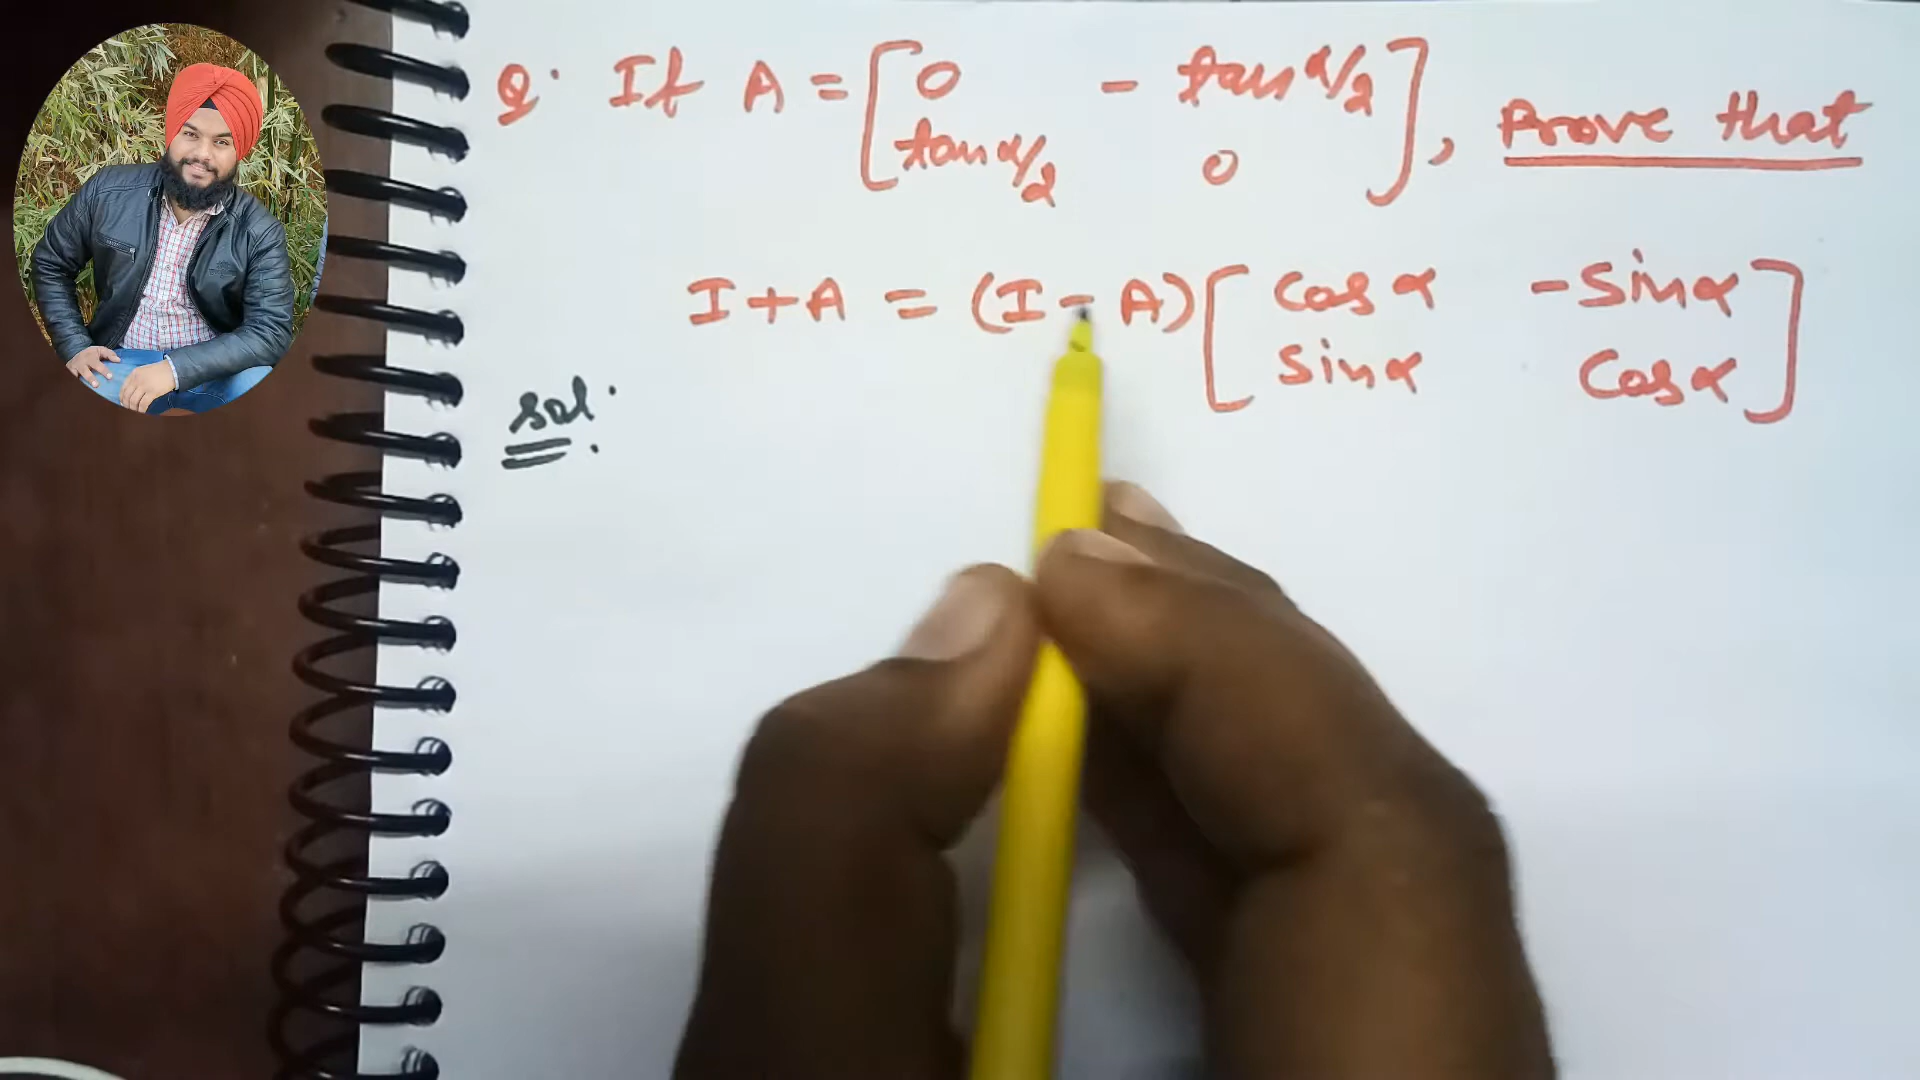 Q. If A = [0 - tan α/2
tan α/2 0], Prove that
I + A = (I - A) [cos α - sin α
sin α cos α]
sol.